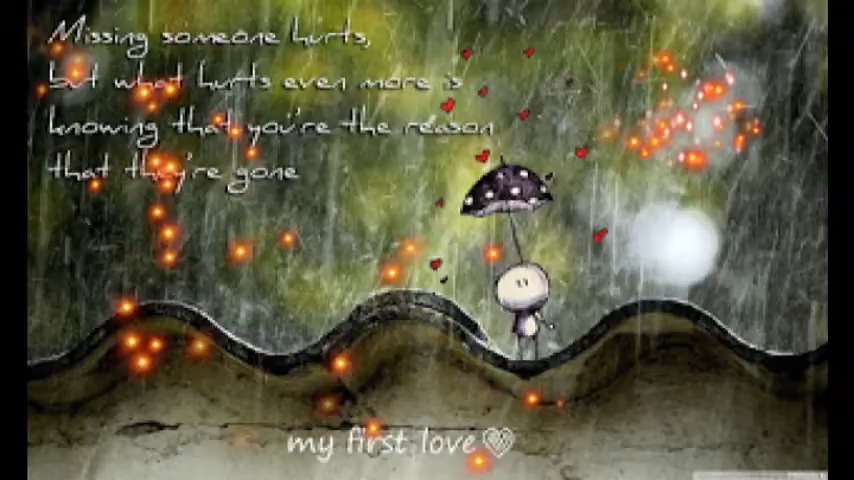 Missing someone hurts,
but what hurts even more is
knowing that you're the reason
that they're gone
my first love